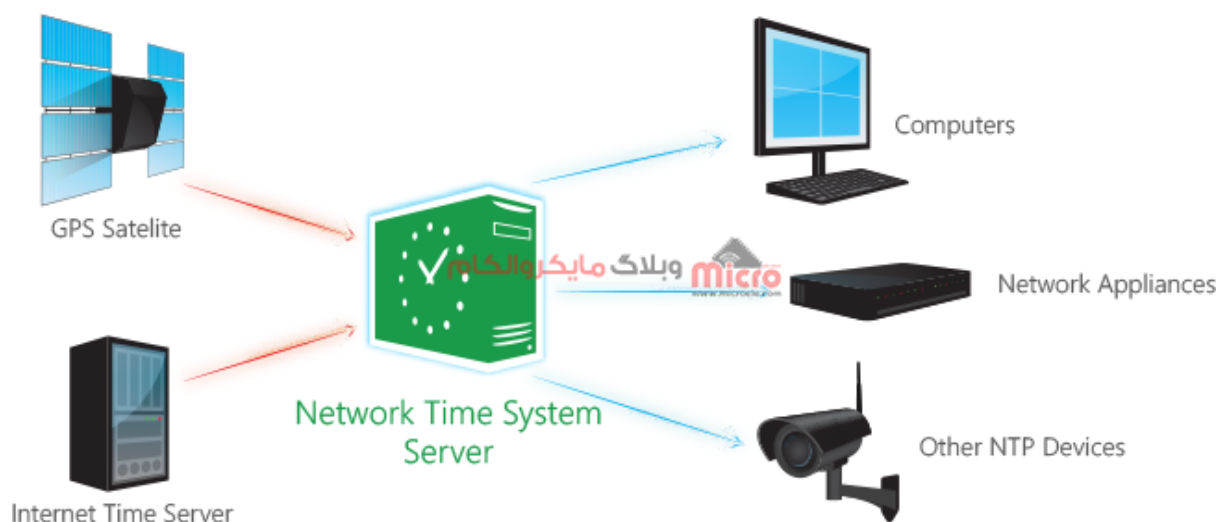 GPS Satelite
Internet Time Server
Network Time System
Server
وبلاگ مایکروالکام
Micro
Computers
Network Appliances
Other NTP Devices